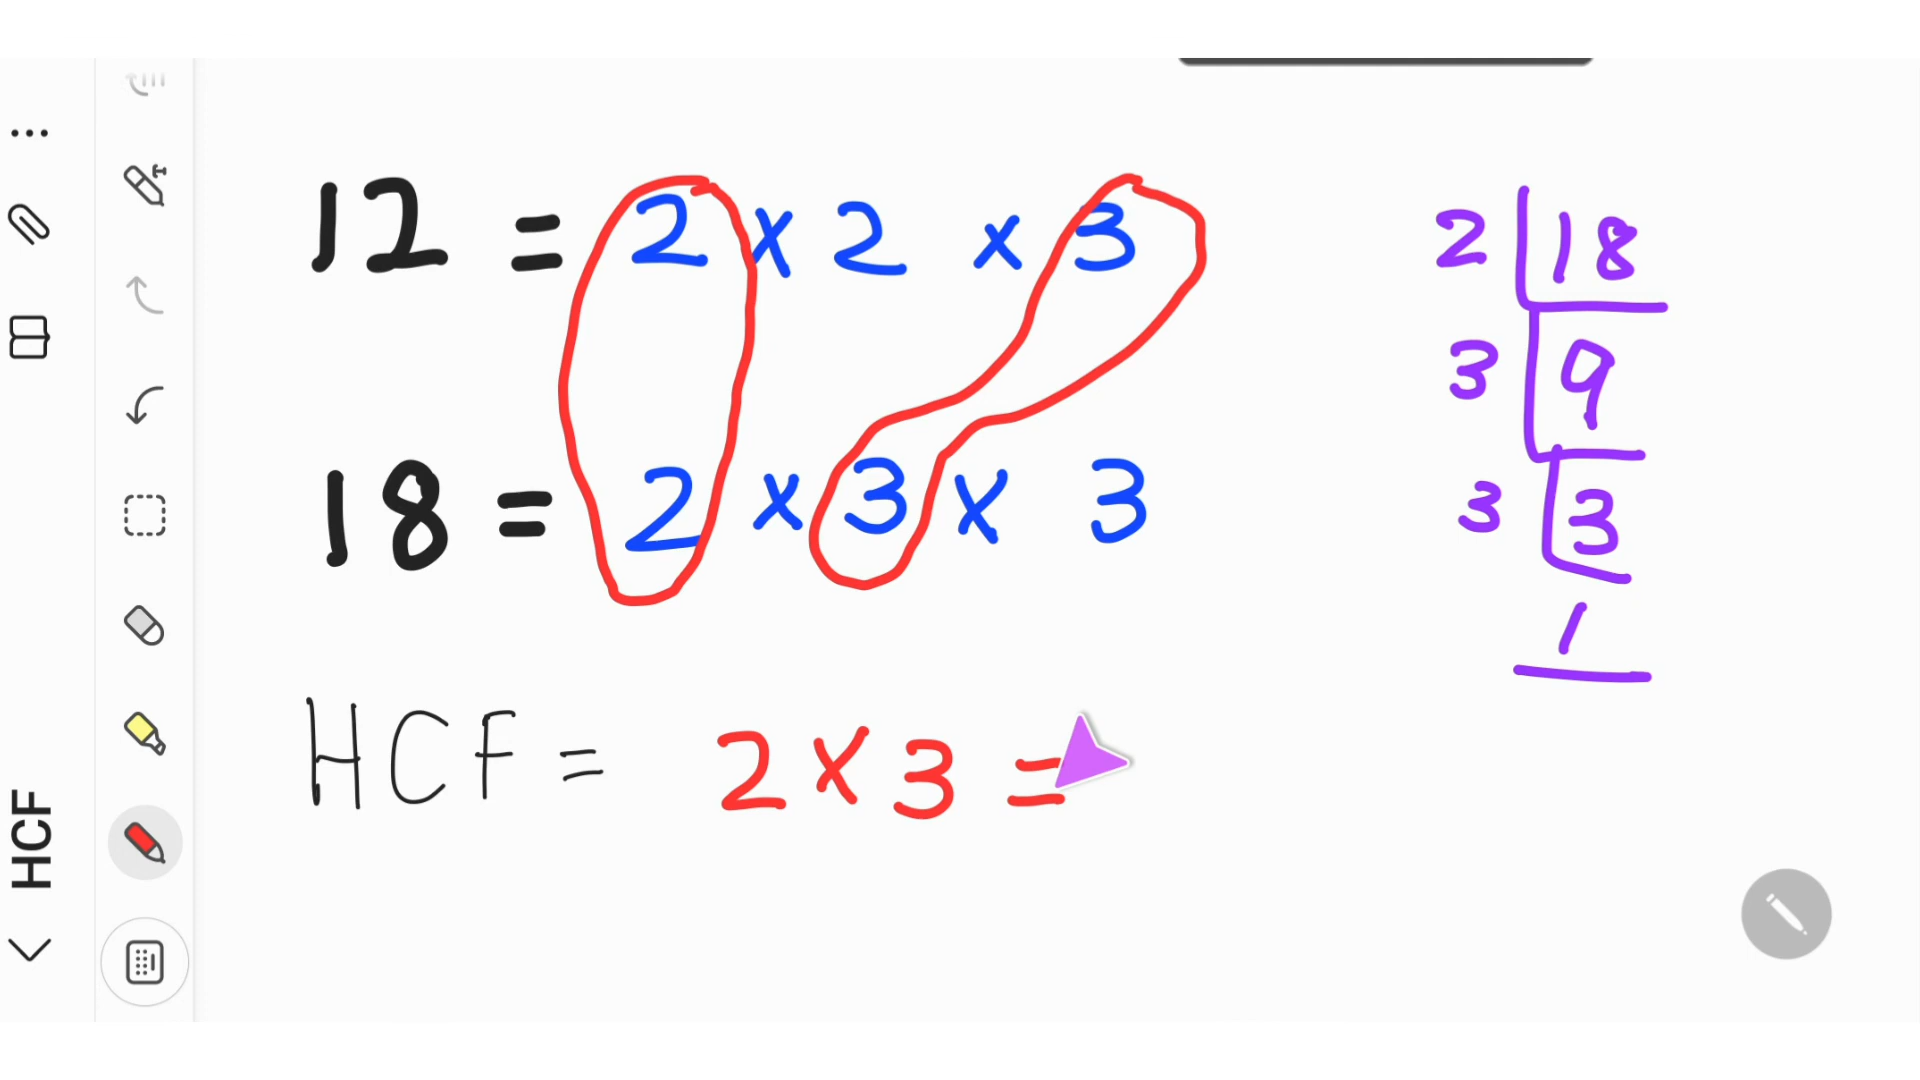 12 = 2 x 2 x 3
18 = 2 x 3 x 3
HCF = 2 x 3 =
2 18
3 9
3 3
1
HCF